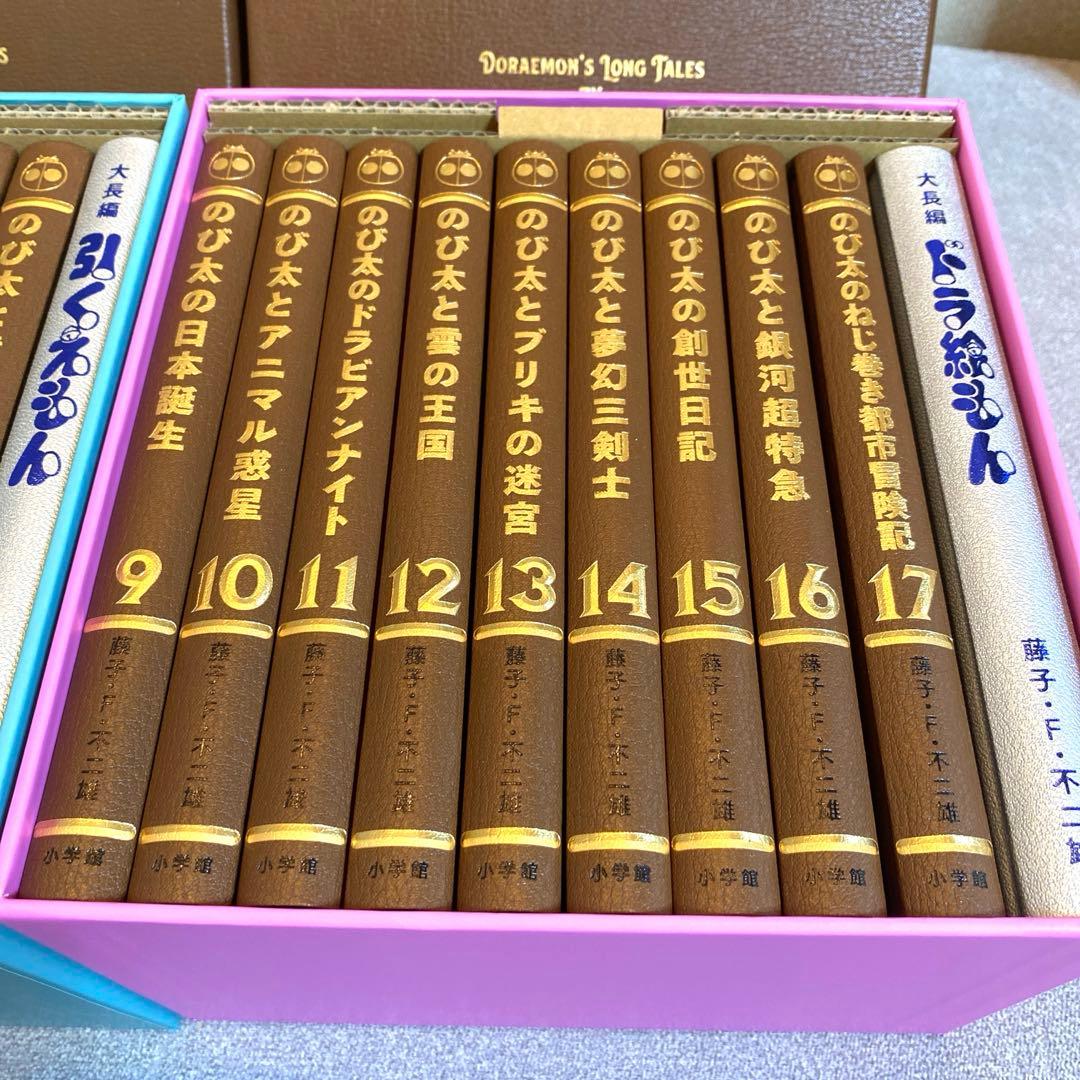 DORAEMON'S LONG TALES
のび太
大長編 引くえもん
のび太の日本誕生 9 藤子・F・不二雄 小学館
のび太とアニマル惑星 10 藤子・F・不二雄 小学館
のび太のドラビアンナイト 11 藤子・F・不二雄 小学館
のび太と雲の王国 12 藤子・F・不二雄 小学館
のび太とブリキの迷宮 13 藤子・F・不二雄 小学館
のび太と夢幻三剣士 14 藤子・F・不二雄 小学館
のび太の創世日記 15 藤子・F・不二雄 小学館
のび太と銀河超特急 16 藤子・F・不二雄 小学館
のび太のねじ巻き都市冒険記 17 藤子・F・不二雄 小学館
大長編 ドラ絵もん 藤子・F・不二雄